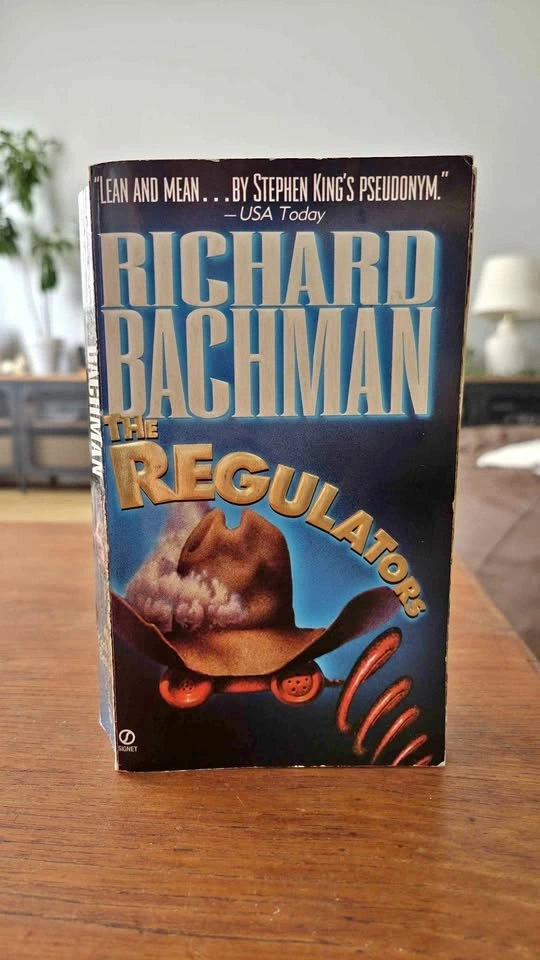 "LEAN AND MEAN...BY STEPHEN KING'S PSEUDONYM."
—USA Today
RICHARD
BACHMAN
THE
REGULATORS
SIGNET
BACHMAN